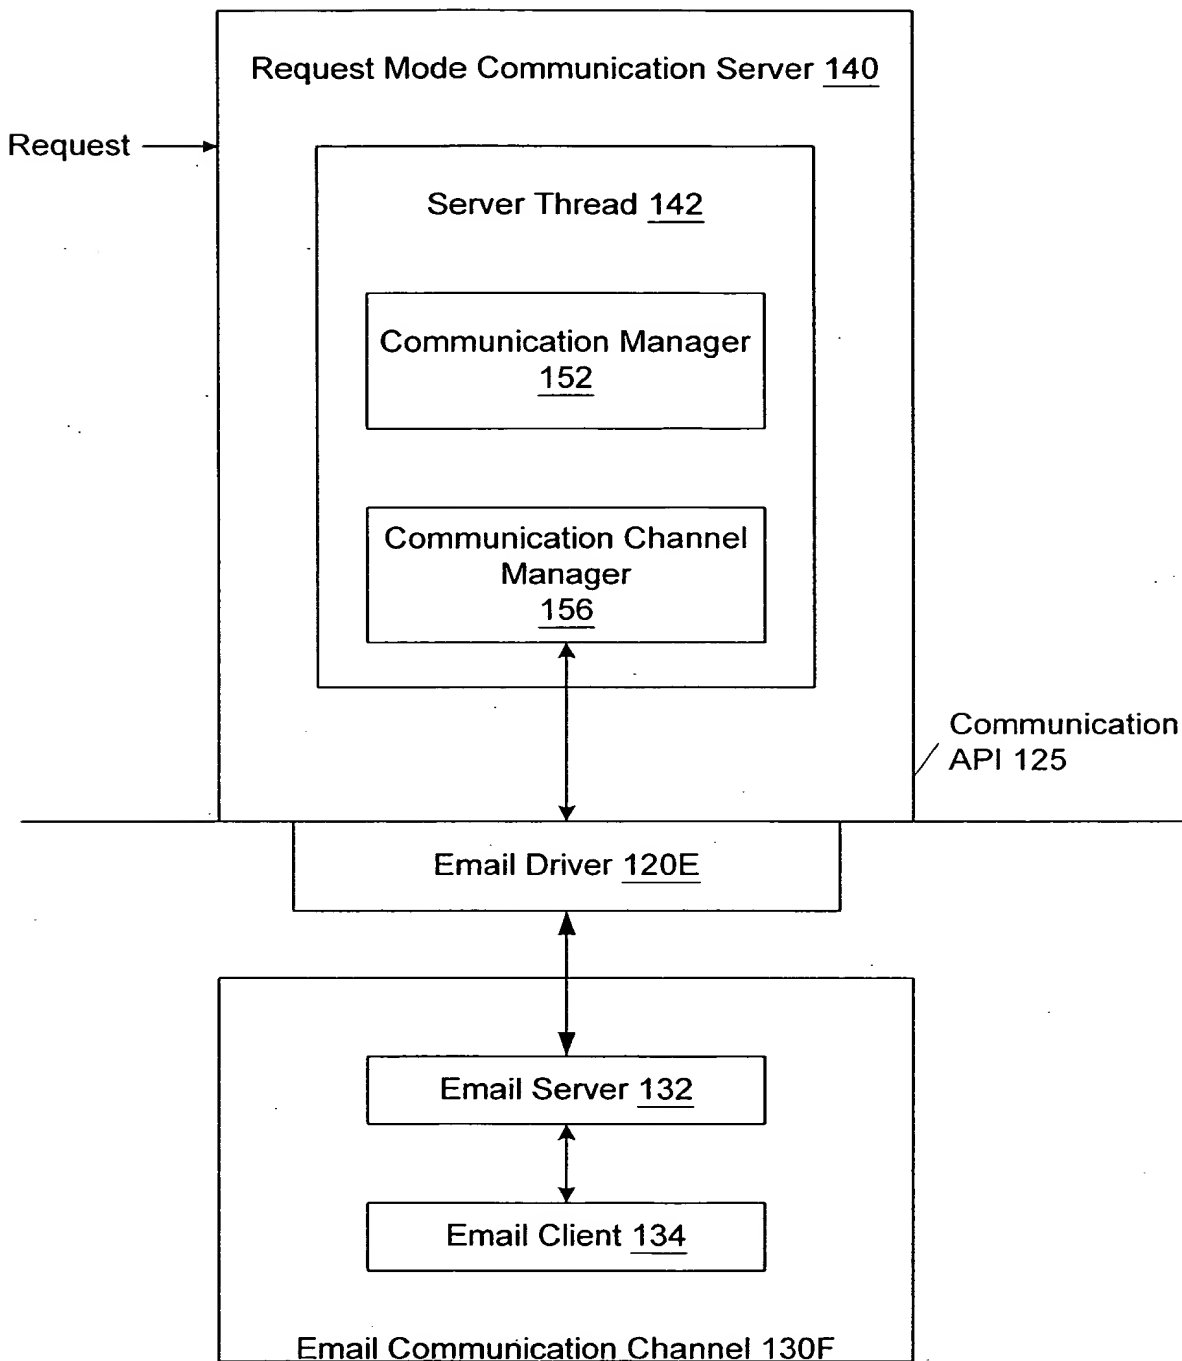 Request Mode Communication Server 140
Request
Server Thread 142
Communication Manager
152
Communication Channel
Manager
156
Communication
API 125
Email Driver 120E
Email Server 132
Email Client 134
Email Communication Channel 130F